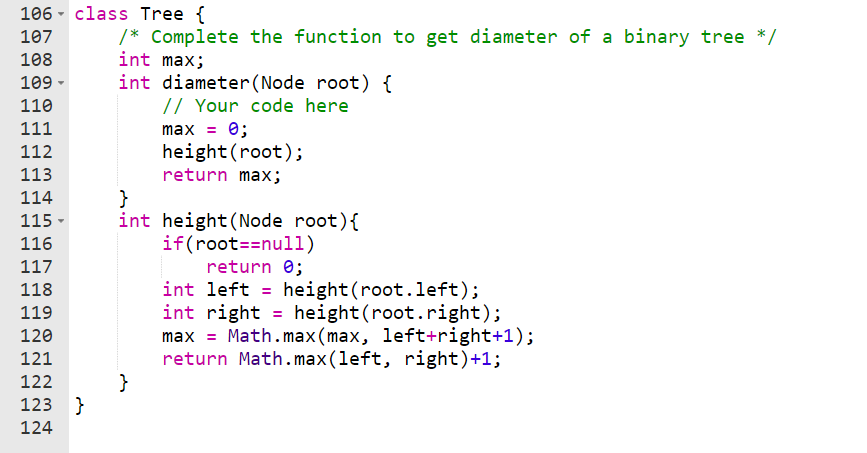 106 class Tree {
107     /* Complete the function to get diameter of a binary tree */
108     int max;
109     int diameter(Node root) {
110         // Your code here
111         max = 0;
112         height(root);
113         return max;
114     }
115     int height(Node root){
116         if(root==null)
117             return 0;
118         int left = height(root.left);
119         int right = height(root.right);
120         max = Math.max(max, left+right+1);
121         return Math.max(left, right)+1;
122     }
123 }
124